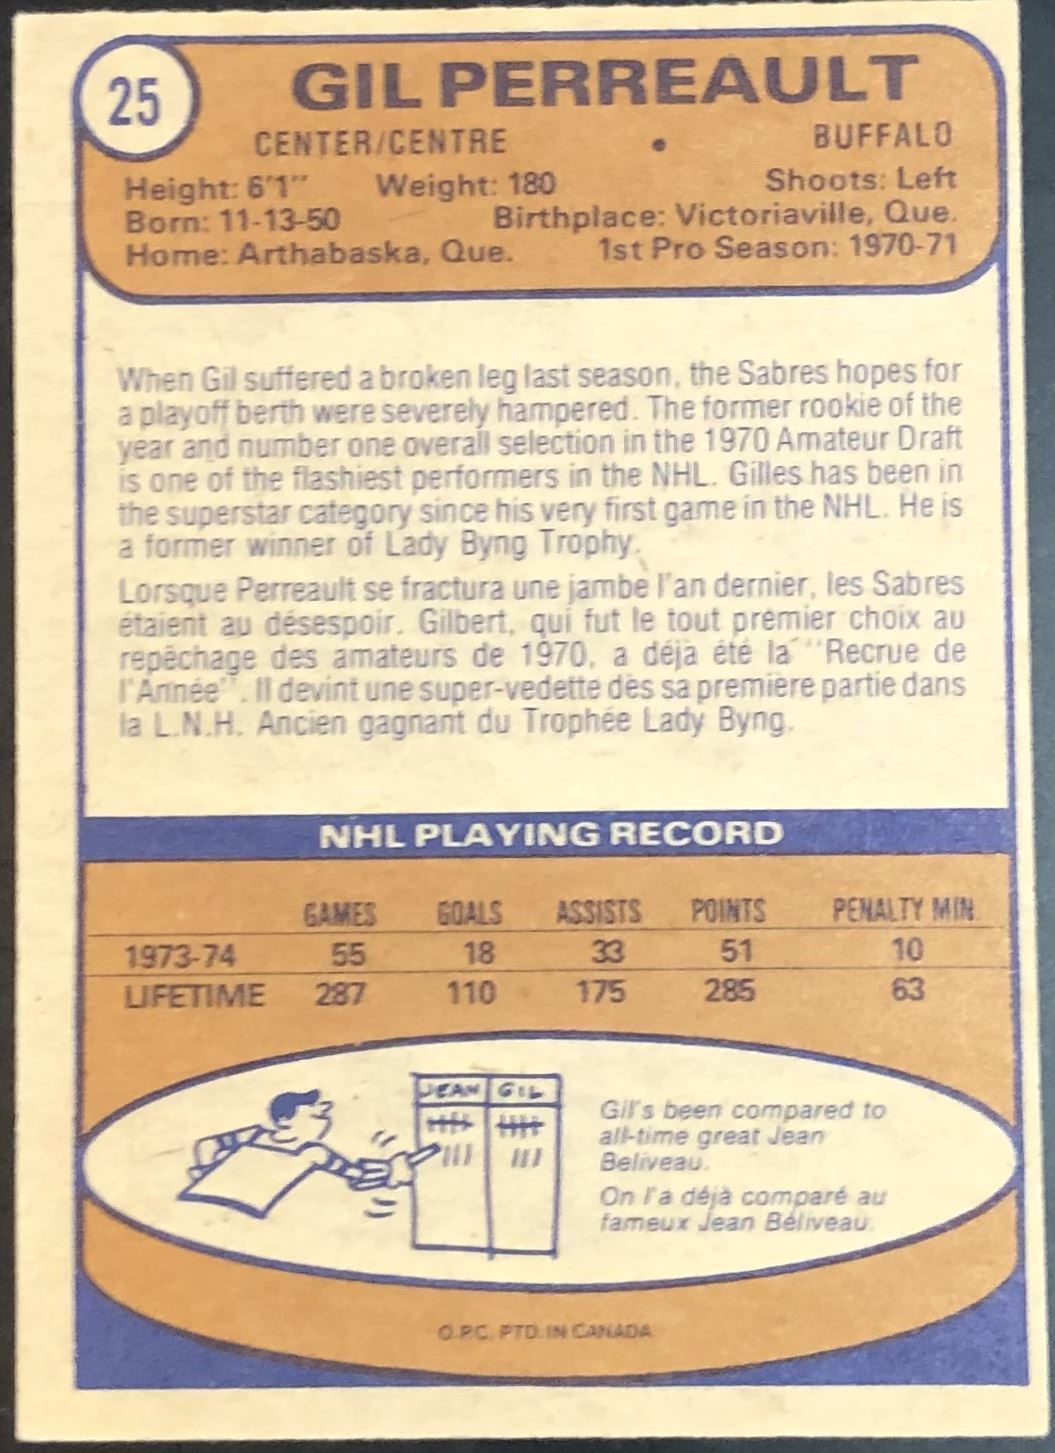 25
GIL PERREAULT
CENTER/CENTRE • BUFFALO
Height: 6'1" Weight: 180 Shoots: Left
Born: 11-13-50 Birthplace: Victoriaville, Que.
Home: Arthabaska, Que. 1st Pro Season: 1970-71
When Gil suffered a broken leg last season, the Sabres hopes for
a playoff berth were severely hampered. The former rookie of the
year and number one overall selection in the 1970 Amateur Draft
is one of the flashiest performers in the NHL. Gilles has been in
the superstar category since his very first game in the NHL. He is
a former winner of Lady Byng Trophy.
Lorsque Perreault se fractura une jambe l'an dernier, les Sabres
étaient au désespoir. Gilbert, qui fut le tout premier choix au
repêchage des amateurs de 1970, a déjà été la "Recrue de
l'Année". Il devint une super-vedette dès sa première partie dans
la L.N.H. Ancien gagnant du Trophée Lady Byng.
NHL PLAYING RECORD
GAMES GOALS ASSISTS POINTS PENALTY MIN.
1973-74 55 18 33 51 10
LIFETIME 287 110 175 285 63
JEAN GIL
Gil's been compared to
all-time great Jean
Beliveau.
On l'a déjà comparé au
fameux Jean Béliveau.
O.P.C. PTD. IN CANADA